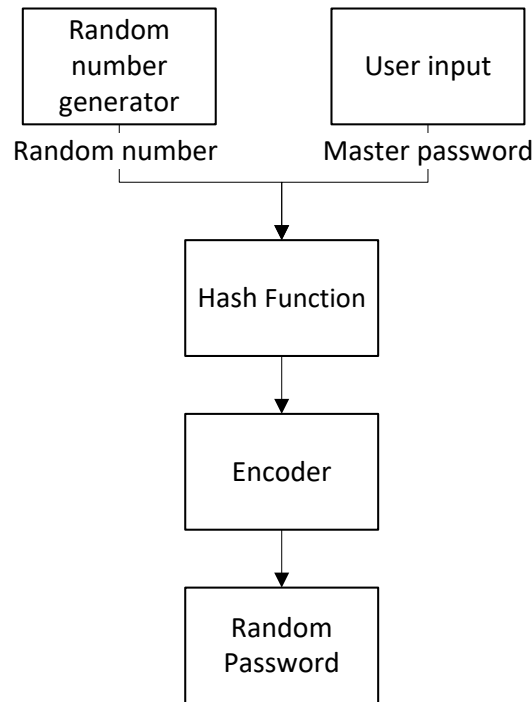 Random
number
generator
User input
Random number
Master password
Hash Function
Encoder
Random
Password